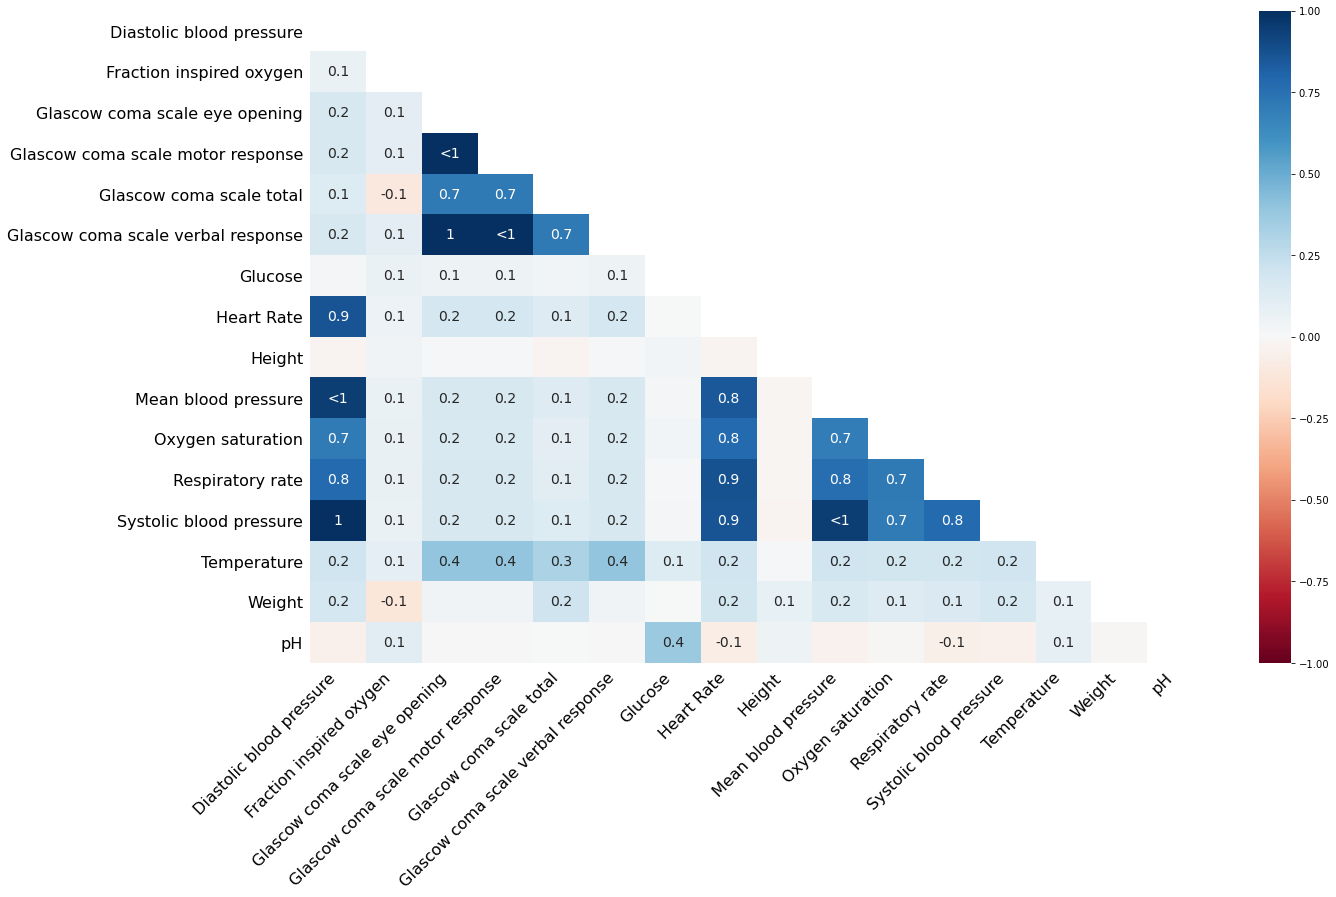 Diastolic blood pressure
Fraction inspired oxygen 0.1
Glascow coma scale eye opening 0.2 0.1
Glascow coma scale motor response 0.2 0.1 <1
Glascow coma scale total 0.1 -0.1 0.7 0.7
Glascow coma scale verbal response 0.2 0.1 1 <1 0.7
Glucose 0.1 0.1 0.1 0.1
Heart Rate 0.9 0.1 0.2 0.2 0.1 0.2
Height
Mean blood pressure <1 0.1 0.2 0.2 0.1 0.2 0.8
Oxygen saturation 0.7 0.1 0.2 0.2 0.1 0.2 0.8 0.7
Respiratory rate 0.8 0.1 0.2 0.2 0.1 0.2 0.9 0.8 0.7
Systolic blood pressure 1 0.1 0.2 0.2 0.1 0.2 0.9 <1 0.7 0.8
Temperature 0.2 0.1 0.4 0.4 0.3 0.4 0.1 0.2 0.2 0.2 0.2 0.2
Weight 0.2 -0.1 0.2 0.2 0.1 0.2 0.1 0.1 0.2 0.1
pH 0.1 0.4 -0.1 -0.1 0.1
Diastolic blood pressure
Fraction inspired oxygen
Glascow coma scale eye opening
Glascow coma scale motor response
Glascow coma scale total
Glascow coma scale verbal response
Glucose
Heart Rate
Height
Mean blood pressure
Oxygen saturation
Respiratory rate
Systolic blood pressure
Temperature
Weight
pH
1.00
0.75
0.50
0.25
0.00
−0.25
−0.50
−0.75
−1.00